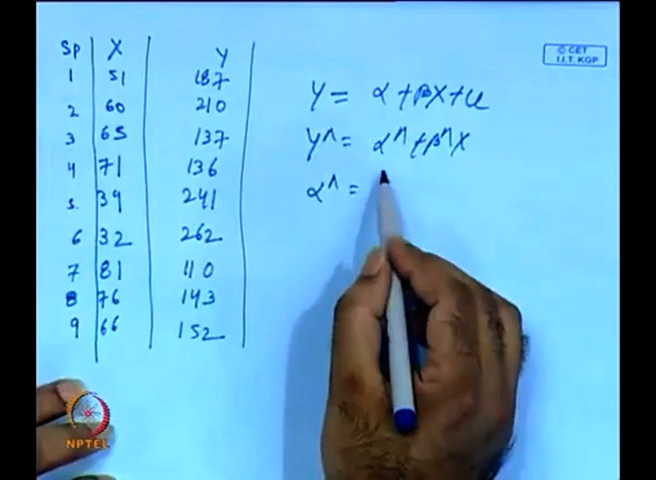 Sp X Y
1 51 187
2 60 210
3 65 137
4 71 136
5. 39 241
6 32 262
7 81 110
8 76 143
9 66 152
Y = α + βX + u
Y^ = α^ + β^X
α^ =
© CET
I.I.T. KGP
NPTEL